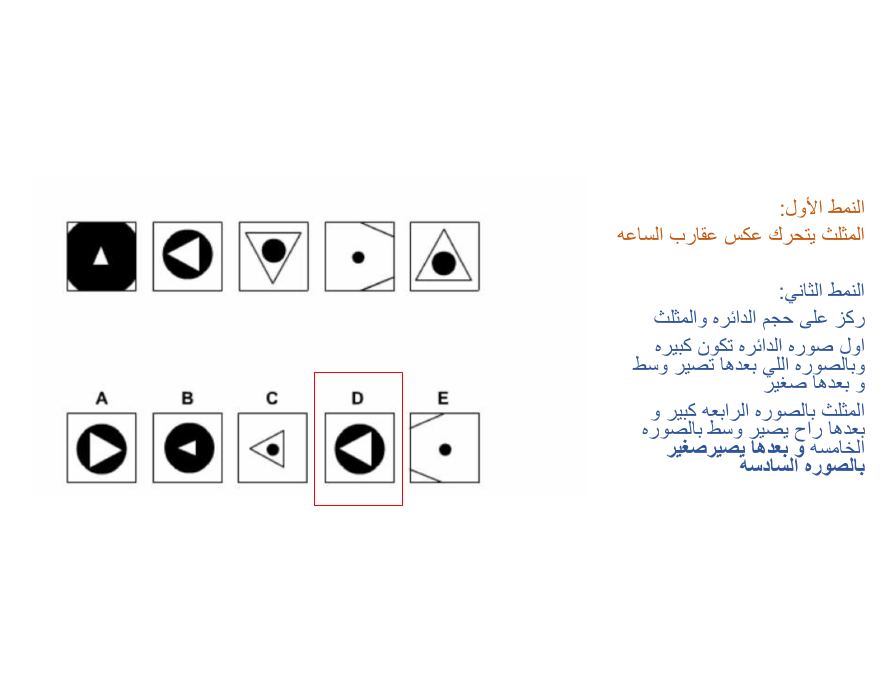 النمط الأول:
المثلث يتحرك عكس عقارب الساعه
النمط الثاني:
ركز على حجم الدائره والمثلث
اول صوره الدائره تكون كبيره
وبالصوره اللي بعدها تصير وسط
و بعدها صغير
المثلث بالصوره الرابعه كبير و
بعدها راح يصير وسط بالصوره
الخامسه و بعدها يصيرصغير
بالصوره السادسة
A B C D E